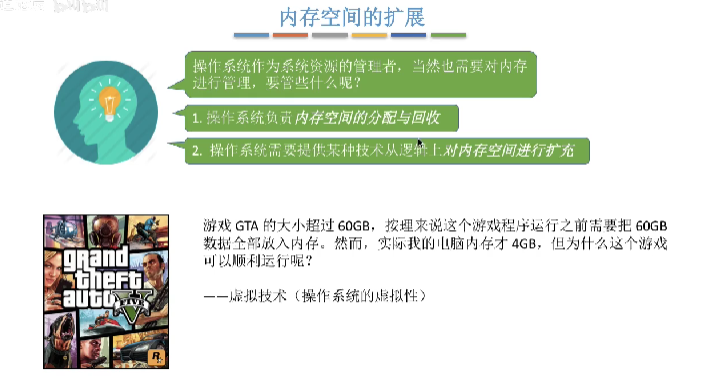 内存空间的扩展
操作系统作为系统资源的管理者，当然也需要对内存
进行管理，要管些什么呢？
1. 操作系统负责内存空间的分配与回收
2. 操作系统需要提供某种技术从逻辑上对内存空间进行扩充
游戏 GTA 的大小超过 60GB，按理来说这个游戏程序运行之前需要把 60GB
数据全部放入内存。然而，实际我的电脑内存才 4GB，但为什么这个游戏
可以顺利运行呢？
——虚拟技术（操作系统的虚拟性）
grand
theft
auto
V
FIVE
R